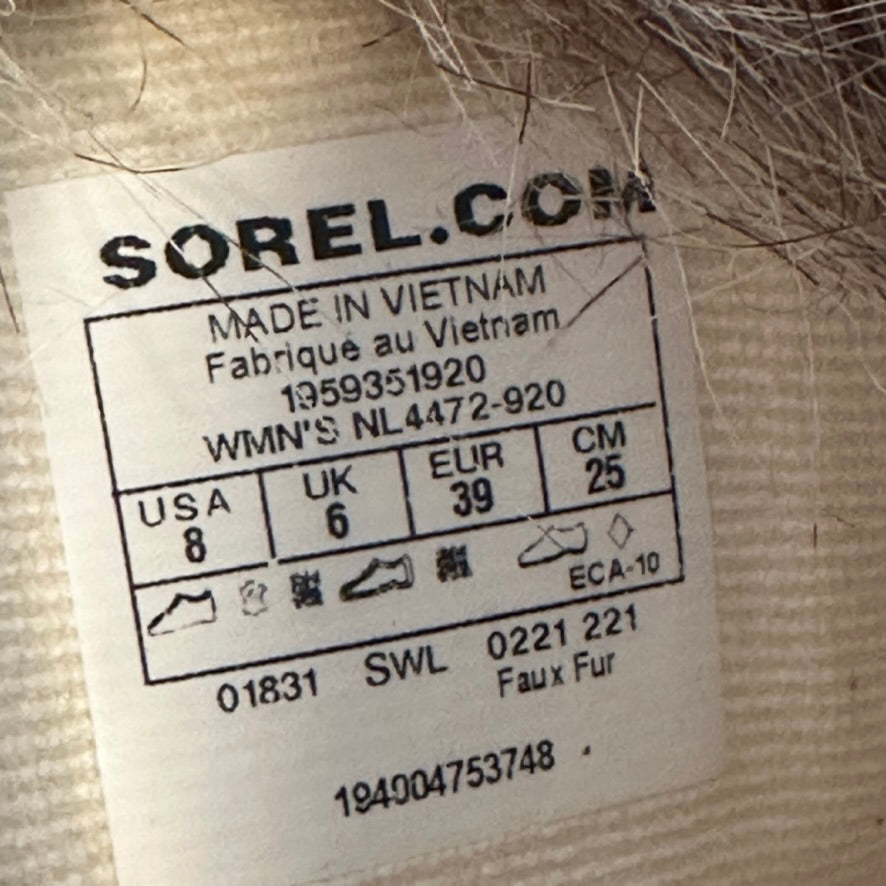 SOREL.COM
MADE IN VIETNAM
Fabriqué au Vietnam
1959351920
WMN'S NL4472-920
USA UK EUR CM
8 6 39 25
ECA-10
01831 SWL 0221 221
Faux Fur
194004753748